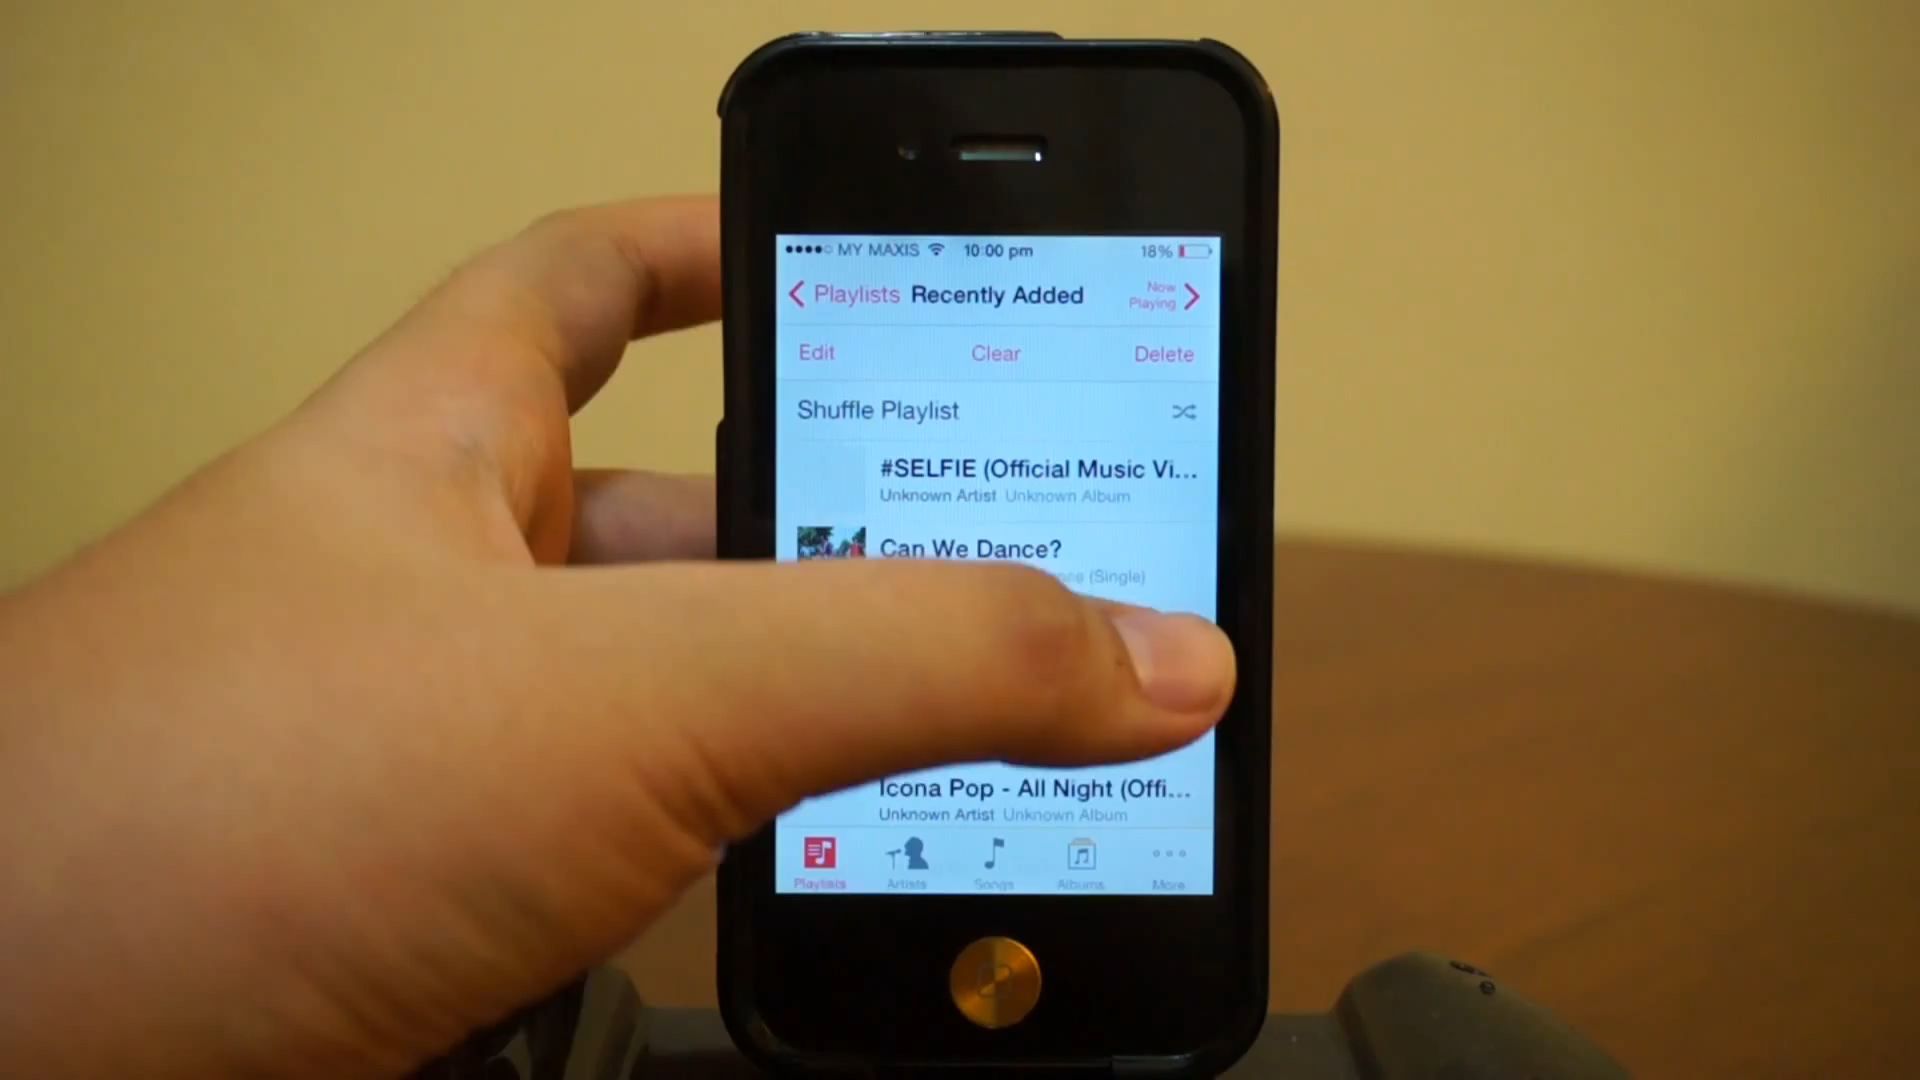 MY MAXIS 10:00 pm 18%
Playlists Recently Added Now Playing
Edit Clear Delete
Shuffle Playlist
#SELFIE (Official Music Vi...
Unknown Artist Unknown Album
Can We Dance?
(Single)
Icona Pop - All Night (Offi...
Unknown Artist Unknown Album
Playlists Artists Songs Albums More